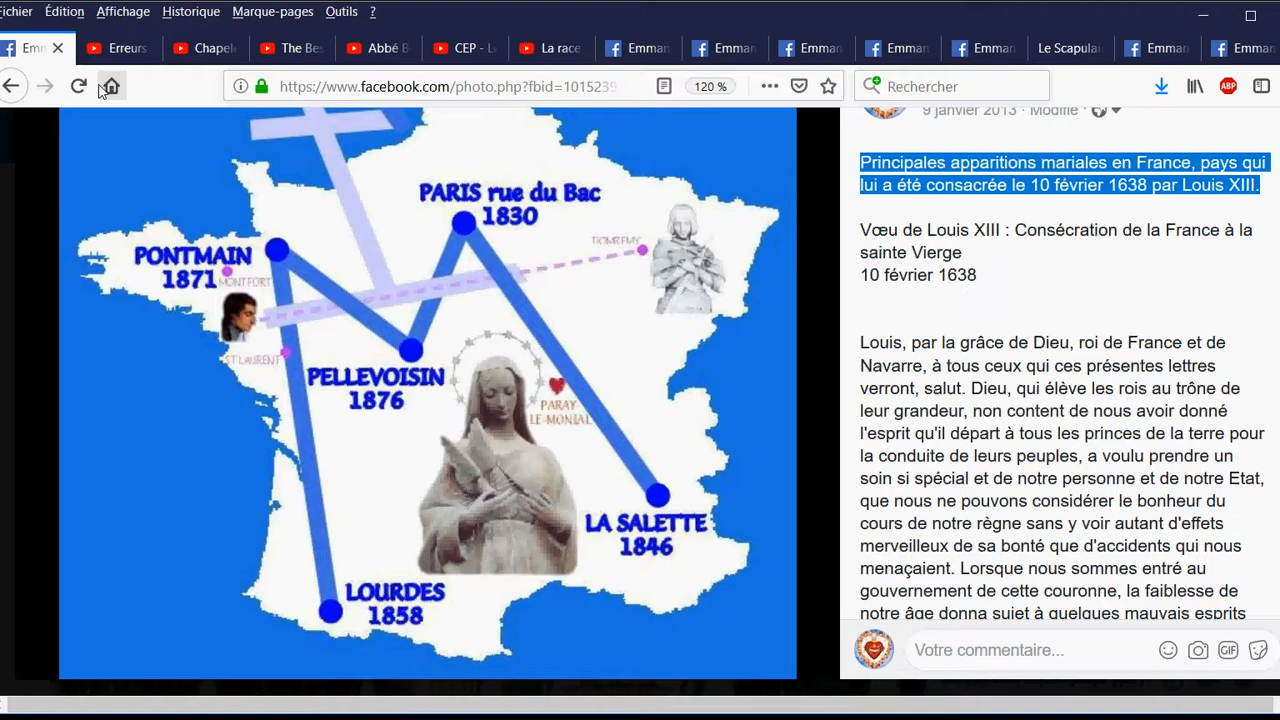 Fichier Édition Affichage Historique Marque-pages Outils ?
Em
Erreurs
Chapel
The Bes
Abbé B
CEP - L
La race
Emman
Emman
Emman
Emman
Emman
Le Scapulai
Emman
Emman
https://www.facebook.com/photo.php?fbid=1015239
120 %
Rechercher
ABP
PARIS rue du Bac
1830
PONTMAIN
1871
MONTFORT
DOMREMY
ST LAURENT
PELLEVOISIN
1876
PARAY
LE-MONIAL
LA SALETTE
1846
LOURDES
1858
9 janvier 2013 · Modifié ·
Principales apparitions mariales en France, pays qui
lui a été consacrée le 10 février 1638 par Louis XIII.
Vœu de Louis XIII : Consécration de la France à la
sainte Vierge
10 février 1638
Louis, par la grâce de Dieu, roi de France et de
Navarre, à tous ceux qui ces présentes lettres
verront, salut. Dieu, qui élève les rois au trône de
leur grandeur, non content de nous avoir donné
l'esprit qu'il départ à tous les princes de la terre pour
la conduite de leurs peuples, a voulu prendre un
soin si spécial et de notre personne et de notre Etat,
que nous ne pouvons considérer le bonheur du
cours de notre règne sans y voir autant d'effets
merveilleux de sa bonté que d'accidents qui nous
menaçaient. Lorsque nous sommes entré au
gouvernement de cette couronne, la faiblesse de
notre âge donna sujet à quelques mauvais esprits
Votre commentaire...
GIF